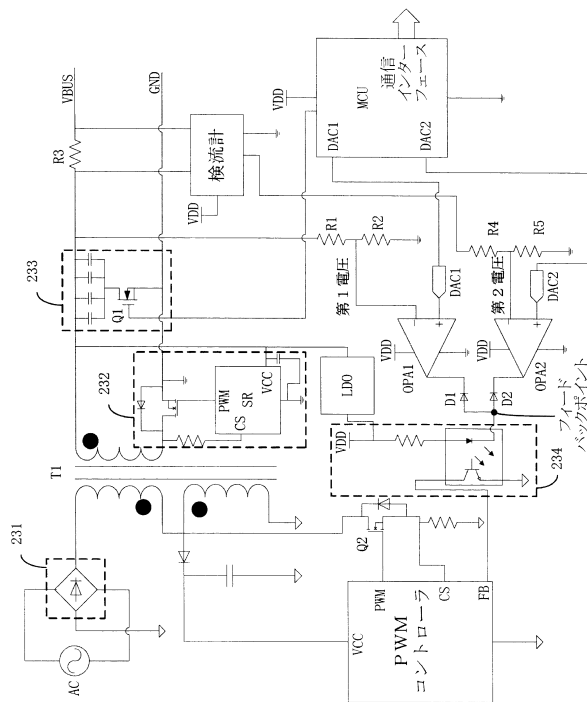 231
AC
T1
232
PWM
CS SR
VCC
233
Q1
R3
VBUS
GND
VDD
検流計
VDD
MCU
通信
インター
フェース
DAC1
DAC2
R1
R2
第1電圧
VDD
OPA1
DAC1
R4
R5
第2電圧
VDD
OPA2
DAC2
LDO
VDD
D1
D2
フィード
バックポイント
234
Q2
VCC
PWM
コントローラ
PWM
CS
FB